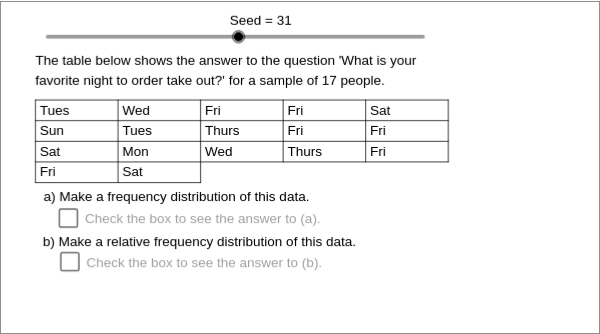 Seed = 31
The table below shows the answer to the question 'What is your
favorite night to order take out?' for a sample of 17 people.
Tues Wed Fri Fri Sat
Sun Tues Thurs Fri Fri
Sat Mon Wed Thurs Fri
Fri Sat
a) Make a frequency distribution of this data.
Check the box to see the answer to (a).
b) Make a relative frequency distribution of this data.
Check the box to see the answer to (b).